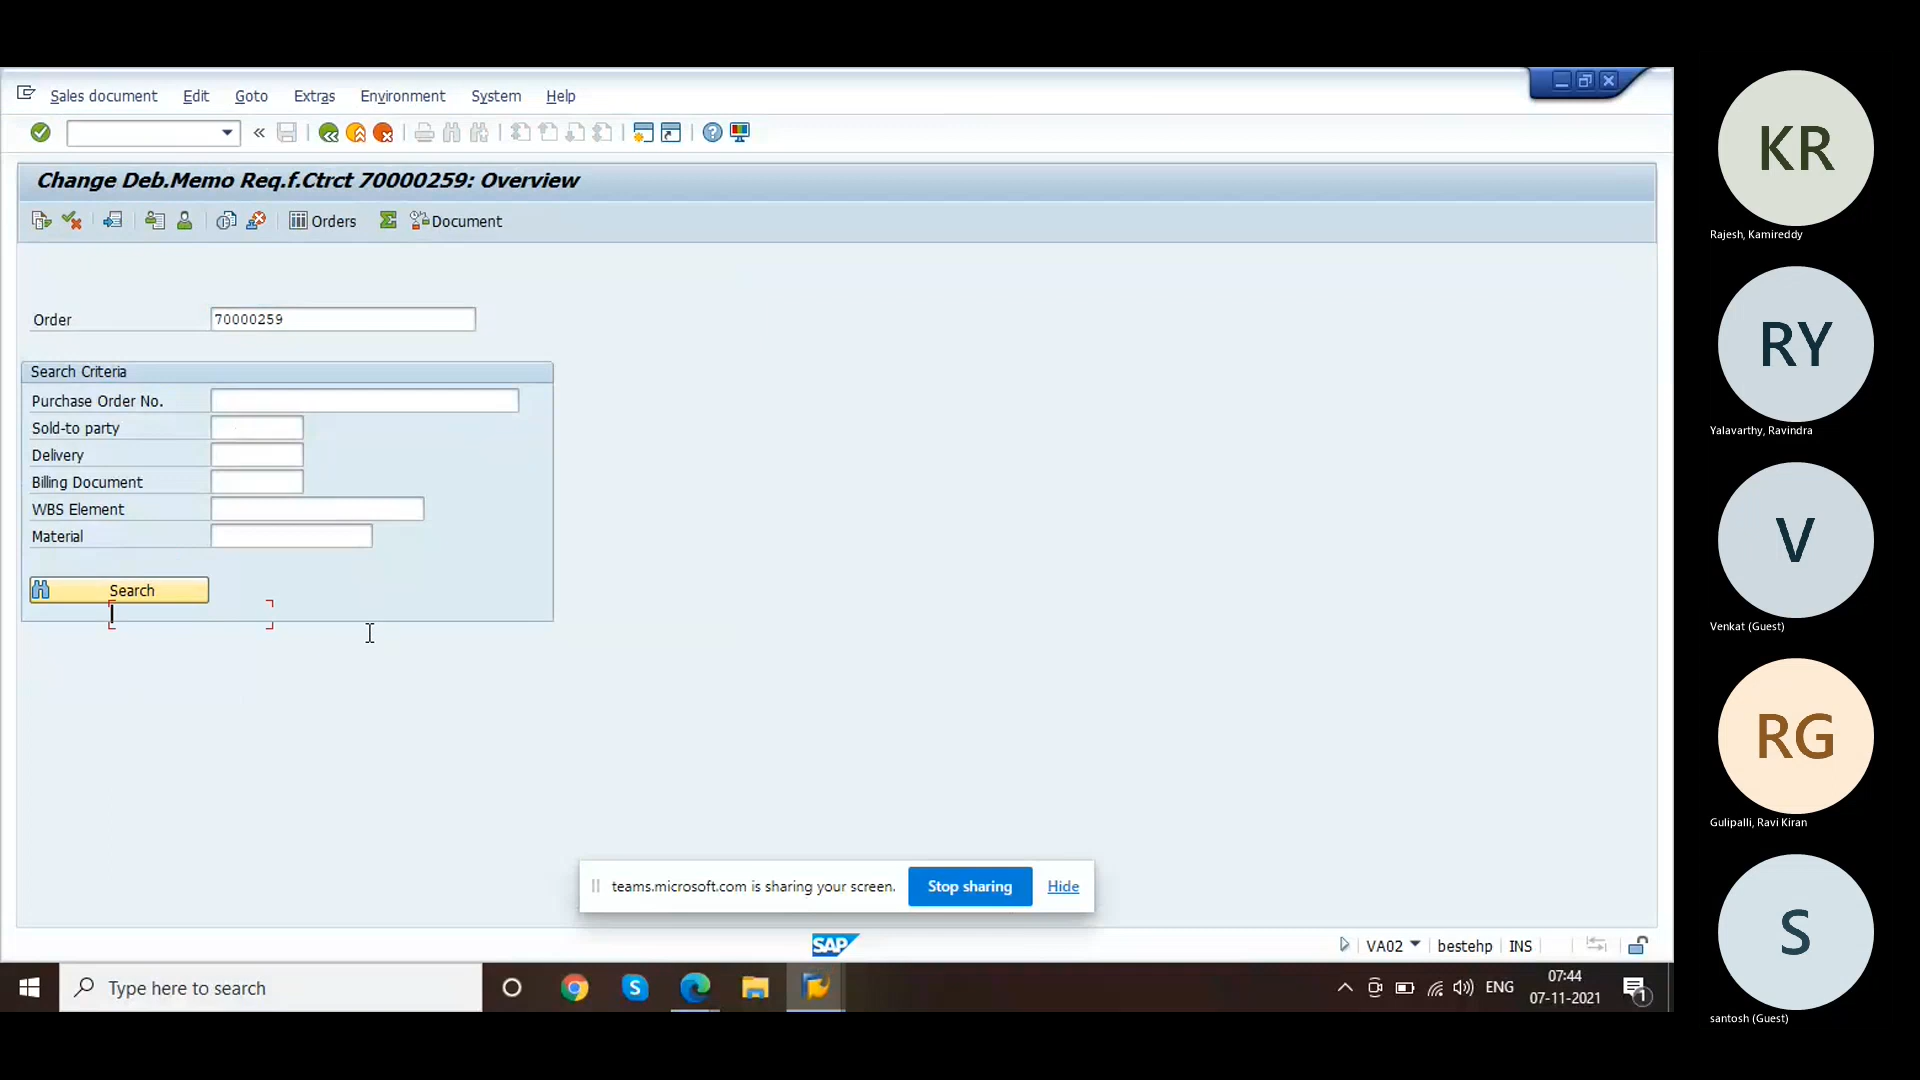 Sales document Edit Goto Extras Environment System Help
Change Deb.Memo Req.f.Ctrct 70000259: Overview
Orders Document
Order 70000259
Search Criteria
Purchase Order No.
Sold-to party
Delivery
Billing Document
WBS Element
Material
Search
teams.microsoft.com is sharing your screen. Stop sharing Hide
SAP VA02 bestehp INS
Type here to search
S
ENG
07:44
07-11-2021
1
KR
Rajesh, Kamireddy
RY
Yalavarthy, Ravindra
V
Venkat (Guest)
RG
Gulipalli, Ravi Kiran
S
santosh (Guest)